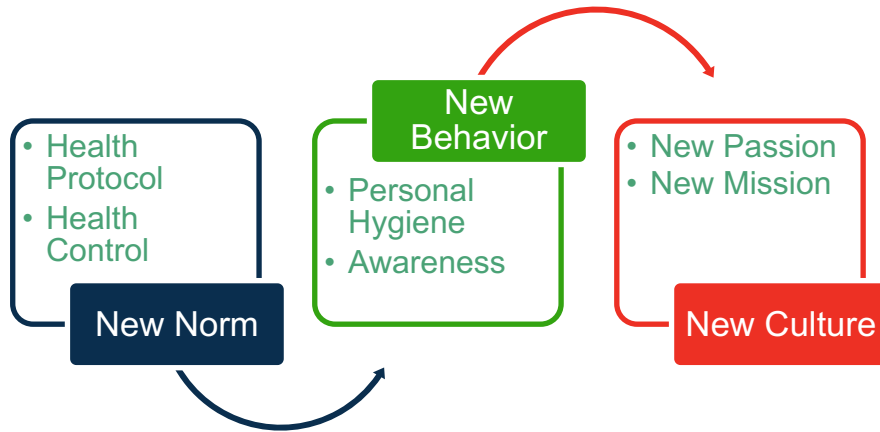 • Health
Protocol
• Health
Control
New Norm
New
Behavior
• Personal
Hygiene
• Awareness
• New Passion
• New Mission
New Culture